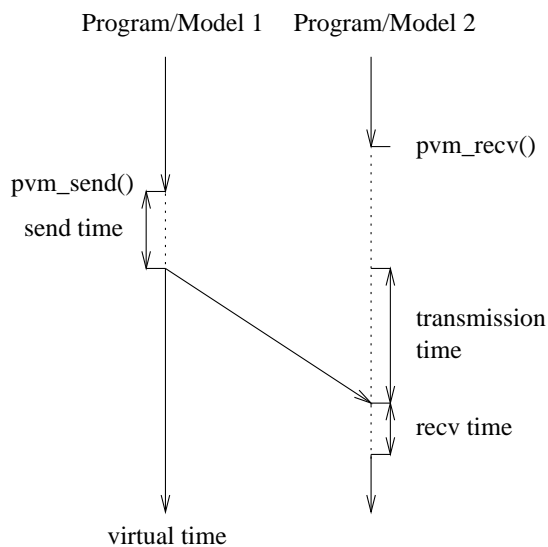 Program/Model 1
Program/Model 2
pvm_recv()
pvm_send()
send time
transmission
time
recv time
virtual time